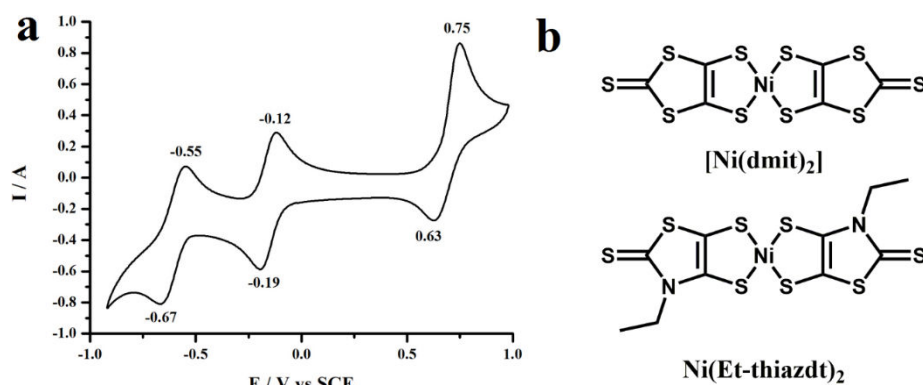 a
b
1.0
0.8
0.6
0.4
0.2
0.0
-0.2
-0.4
-0.6
-0.8
-1.0
I / A
-0.55
-0.12
0.75
-0.67
-0.19
0.63
-1.0 -0.5 0.0 0.5 1.0
E / V vs SCE
S S S S
S Ni S
S S S S
[Ni(dmit)₂]
S S S N
S Ni S
N S S S
Ni(Et-thiazdt)₂